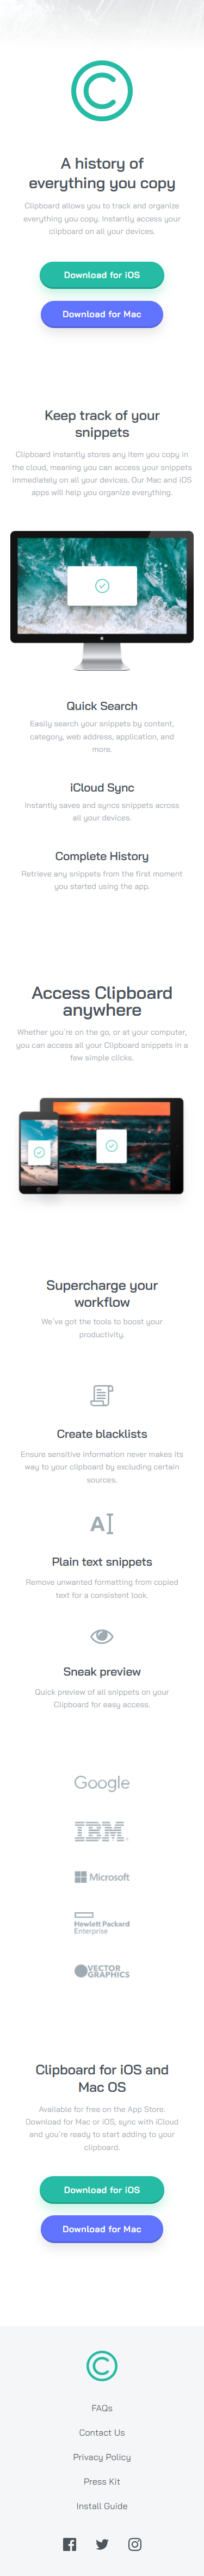 A history of
everything you copy
Clipboard allows you to track and organize
everything you copy. Instantly access your
clipboard on all your devices.
Download for iOS
Download for Mac
Keep track of your
snippets
Clipboard instantly stores any item you copy in
the cloud, meaning you can access your snippets
immediately on all your devices. Our Mac and iOS
apps will help you organize everything.
Quick Search
Easily search your snippets by content,
category, web address, application, and
more.
iCloud Sync
Instantly saves and syncs snippets across
all your devices.
Complete History
Retrieve any snippets from the first moment
you started using the app.
Access Clipboard
anywhere
Whether you're on the go, or at your computer,
you can access all your Clipboard snippets in a
few simple clicks.
Supercharge your
workflow
We've got the tools to boost your
productivity.
Create blacklists
Ensure sensitive information never makes its
way to your clipboard by excluding certain
sources.
Plain text snippets
Remove unwanted formatting from copied
text for a consistent look.
Sneak preview
Quick preview of all snippets on your
Clipboard for easy access.
Google
IBM
Microsoft
Hewlett Packard
Enterprise
VECTOR
GRAPHICS
Clipboard for iOS and
Mac OS
Available for free on the App Store.
Download for Mac or iOS, sync with iCloud
and you're ready to start adding to your
clipboard.
Download for iOS
Download for Mac
FAQs
Contact Us
Privacy Policy
Press Kit
Install Guide